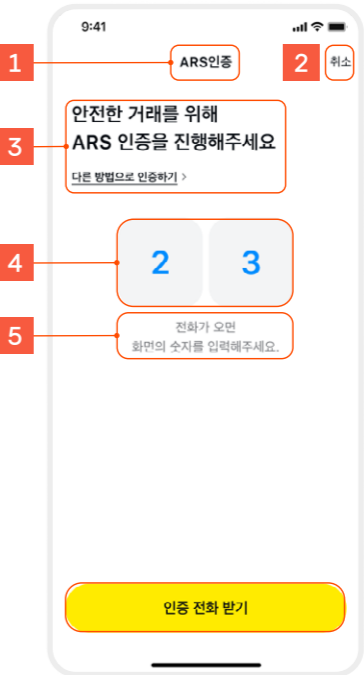 9:41
1
ARS인증
2
취소
3
안전한 거래를 위해
ARS 인증을 진행해주세요
다른 방법으로 인증하기 >
4
2 3
5
전화가 오면
화면의 숫자를 입력해주세요.
인증 전화 받기